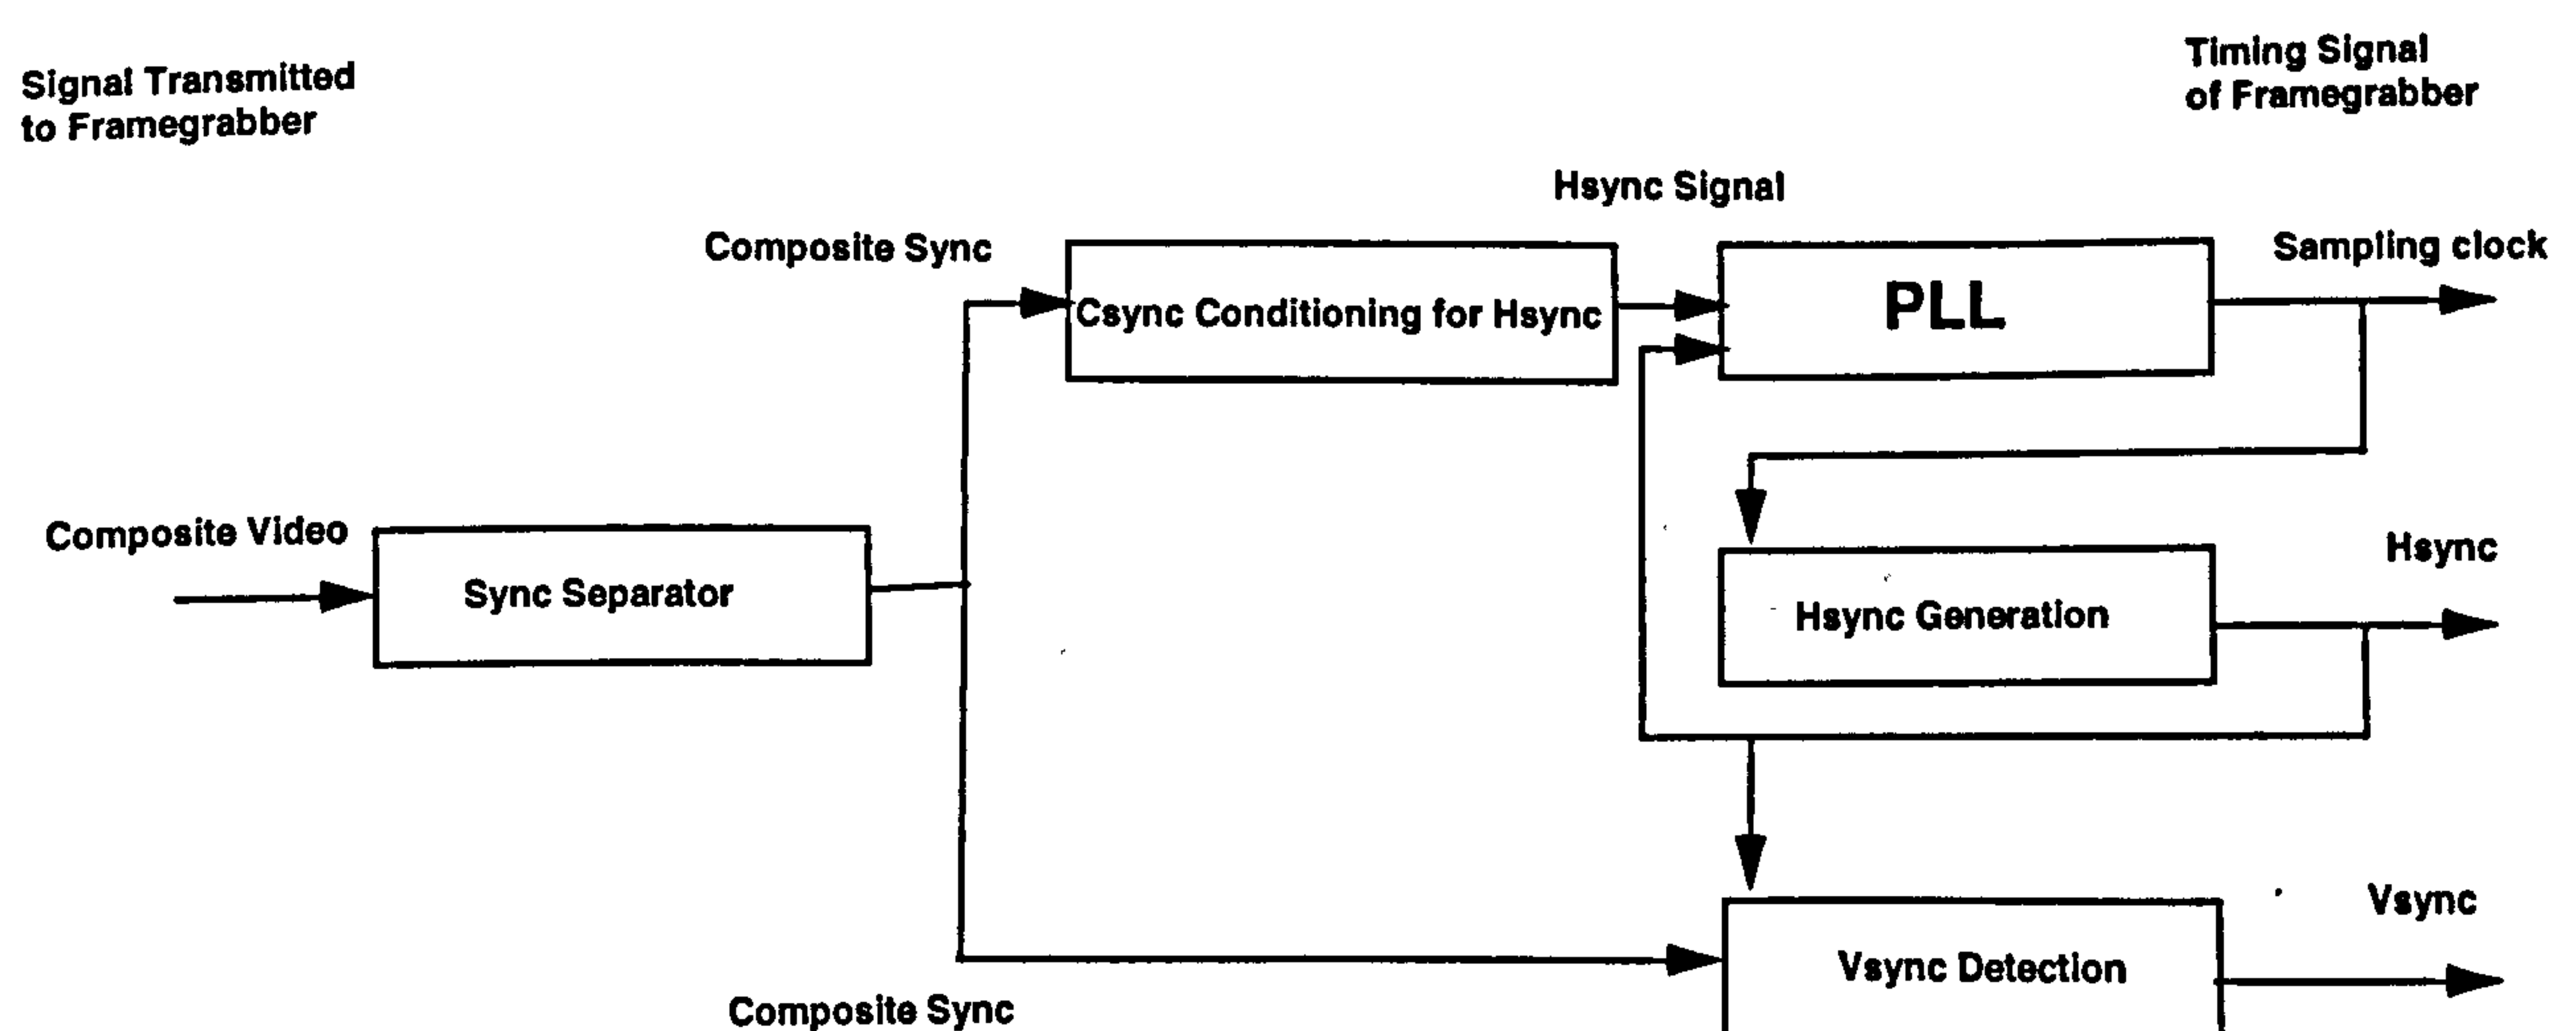 Signal Transmitted
to Framegrabber
Timing Signal
of Framegrabber
Hsync Signal
Composite Sync
Csync Conditioning for Hsync
PLL
Sampling clock
Composite Video
Sync Separator
Hsync Generation
Hsync
Vsync Detection
Vsync
Composite Sync